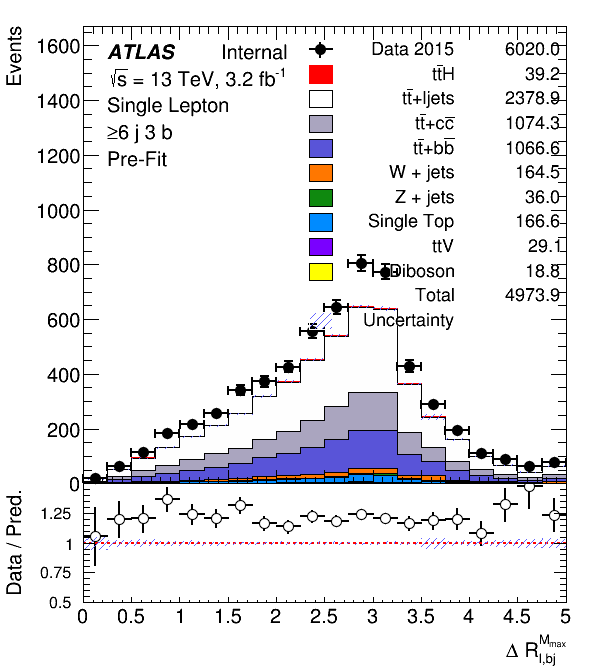 Events
1600
1400
1200
1000
800
600
400
200
0
ATLAS Internal
√s = 13 TeV, 3.2 fb⁻¹
Single Lepton
≥6 j 3 b
Pre-Fit
Data 2015 6020.0
tt̄H 39.2
tt̄+ljets 2378.9
tt̄+cc̄ 1074.3
tt̄+bb̄ 1066.6
W + jets 164.5
Z + jets 36.0
Single Top 166.6
ttV 29.1
Diboson 18.8
Total 4973.9
Uncertainty
Data / Pred.
1.25
1
0.75
0.5
0 0.5 1 1.5 2 2.5 3 3.5 4 4.5 5
Δ R_{l,bj}^{M_{max}}